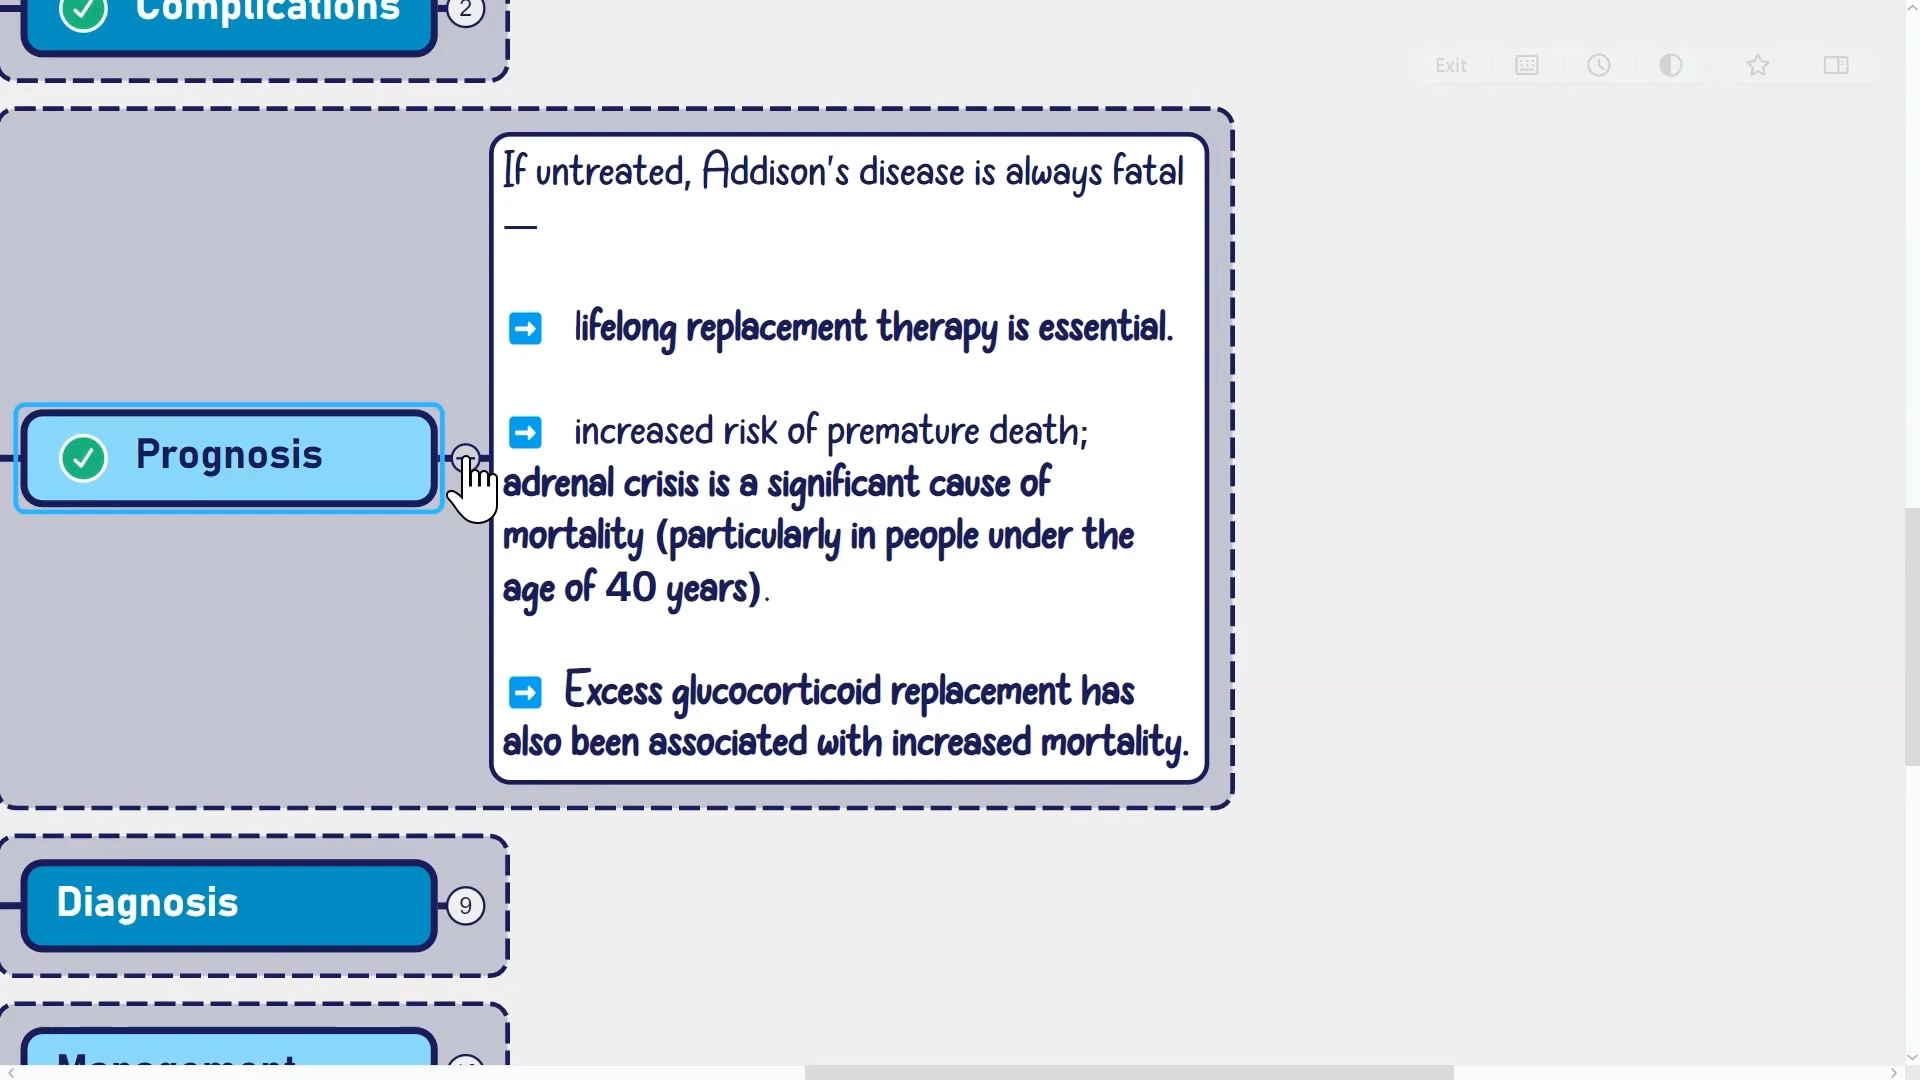 Complications
2
Exit
If untreated, Addison's disease is always fatal
—
lifelong replacement therapy is essential.
Prognosis
increased risk of premature death;
adrenal crisis is a significant cause of
mortality (particularly in people under the
age of 40 years).
Excess glucocorticoid replacement has
also been associated with increased mortality.
Diagnosis
9
Management